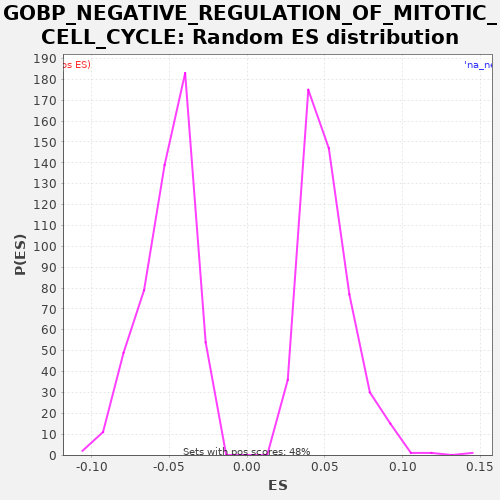 GOBP_NEGATIVE_REGULATION_OF_MITOTIC_
CELL_CYCLE: Random ES distribution
190
180
170
160
150
140
130
120
110
100
90
80
70
60
50
40
30
20
10
0
P(ES)
os ES)
'na_ne
Sets with pos scores: 48%
-0.10 -0.05 0.00 0.05 0.10 0.15
ES